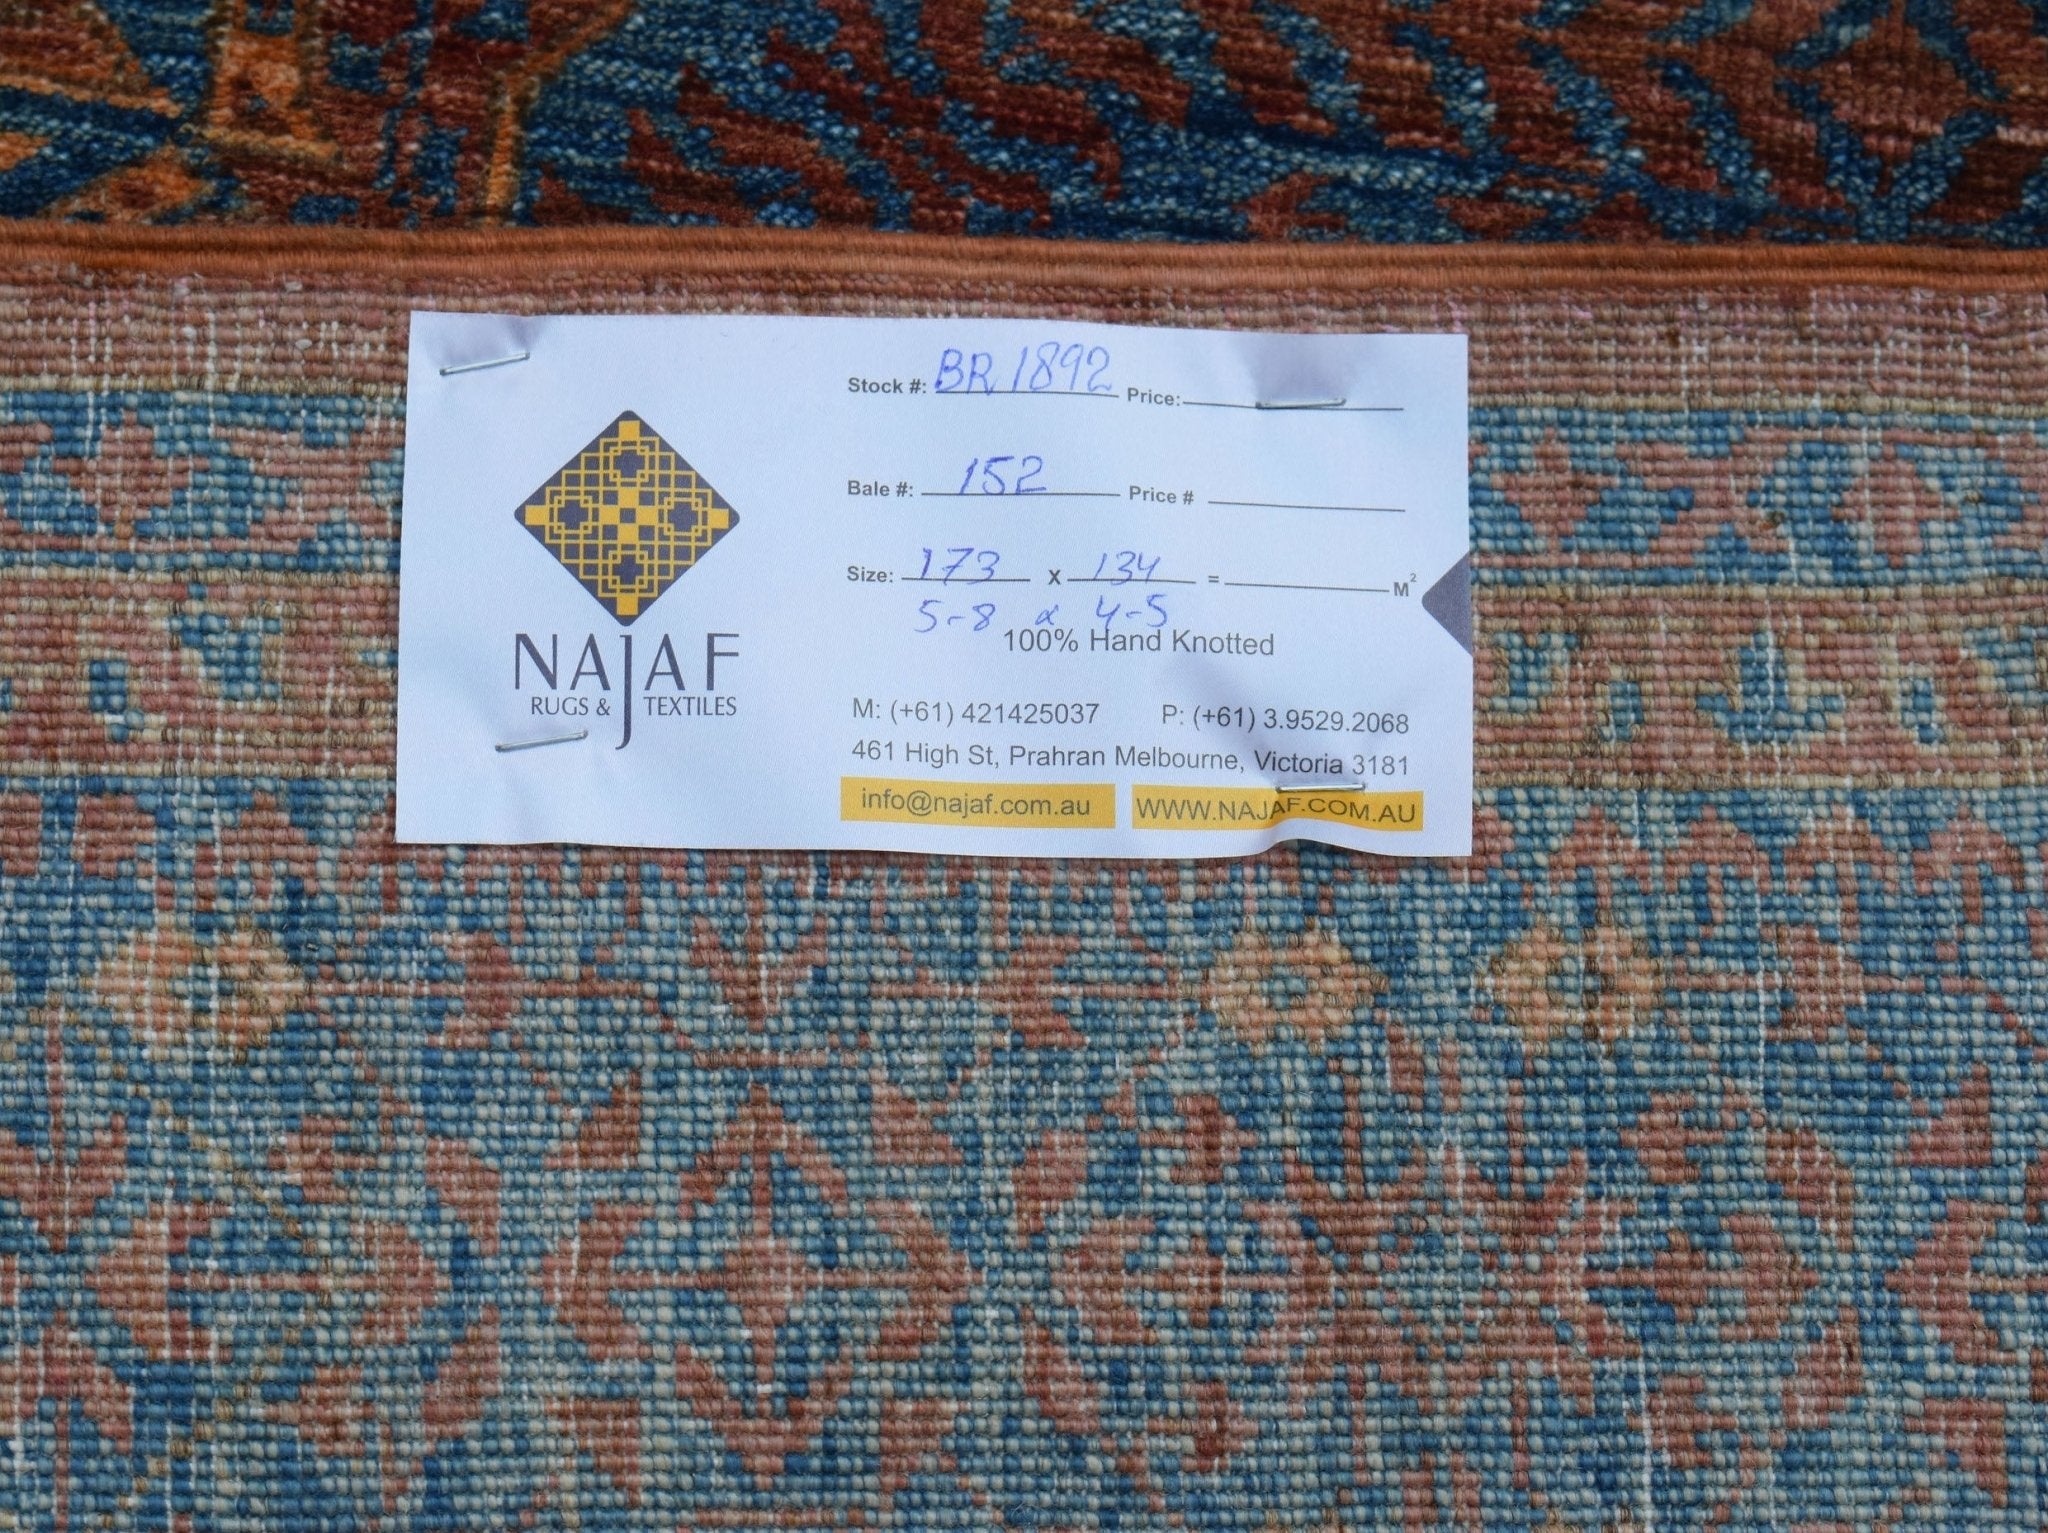 NAJAF
RUGS & TEXTILES
Stock #: BR1892 Price:
Bale #: 152 Price #
Size: 173 x 134 = M²
5-8 x 4-5
100% Hand Knotted
M: (+61) 421425037 P: (+61) 3.9529.2068
461 High St, Prahran Melbourne, Victoria 3181
info@najaf.com.au WWW.NAJAF.COM.AU